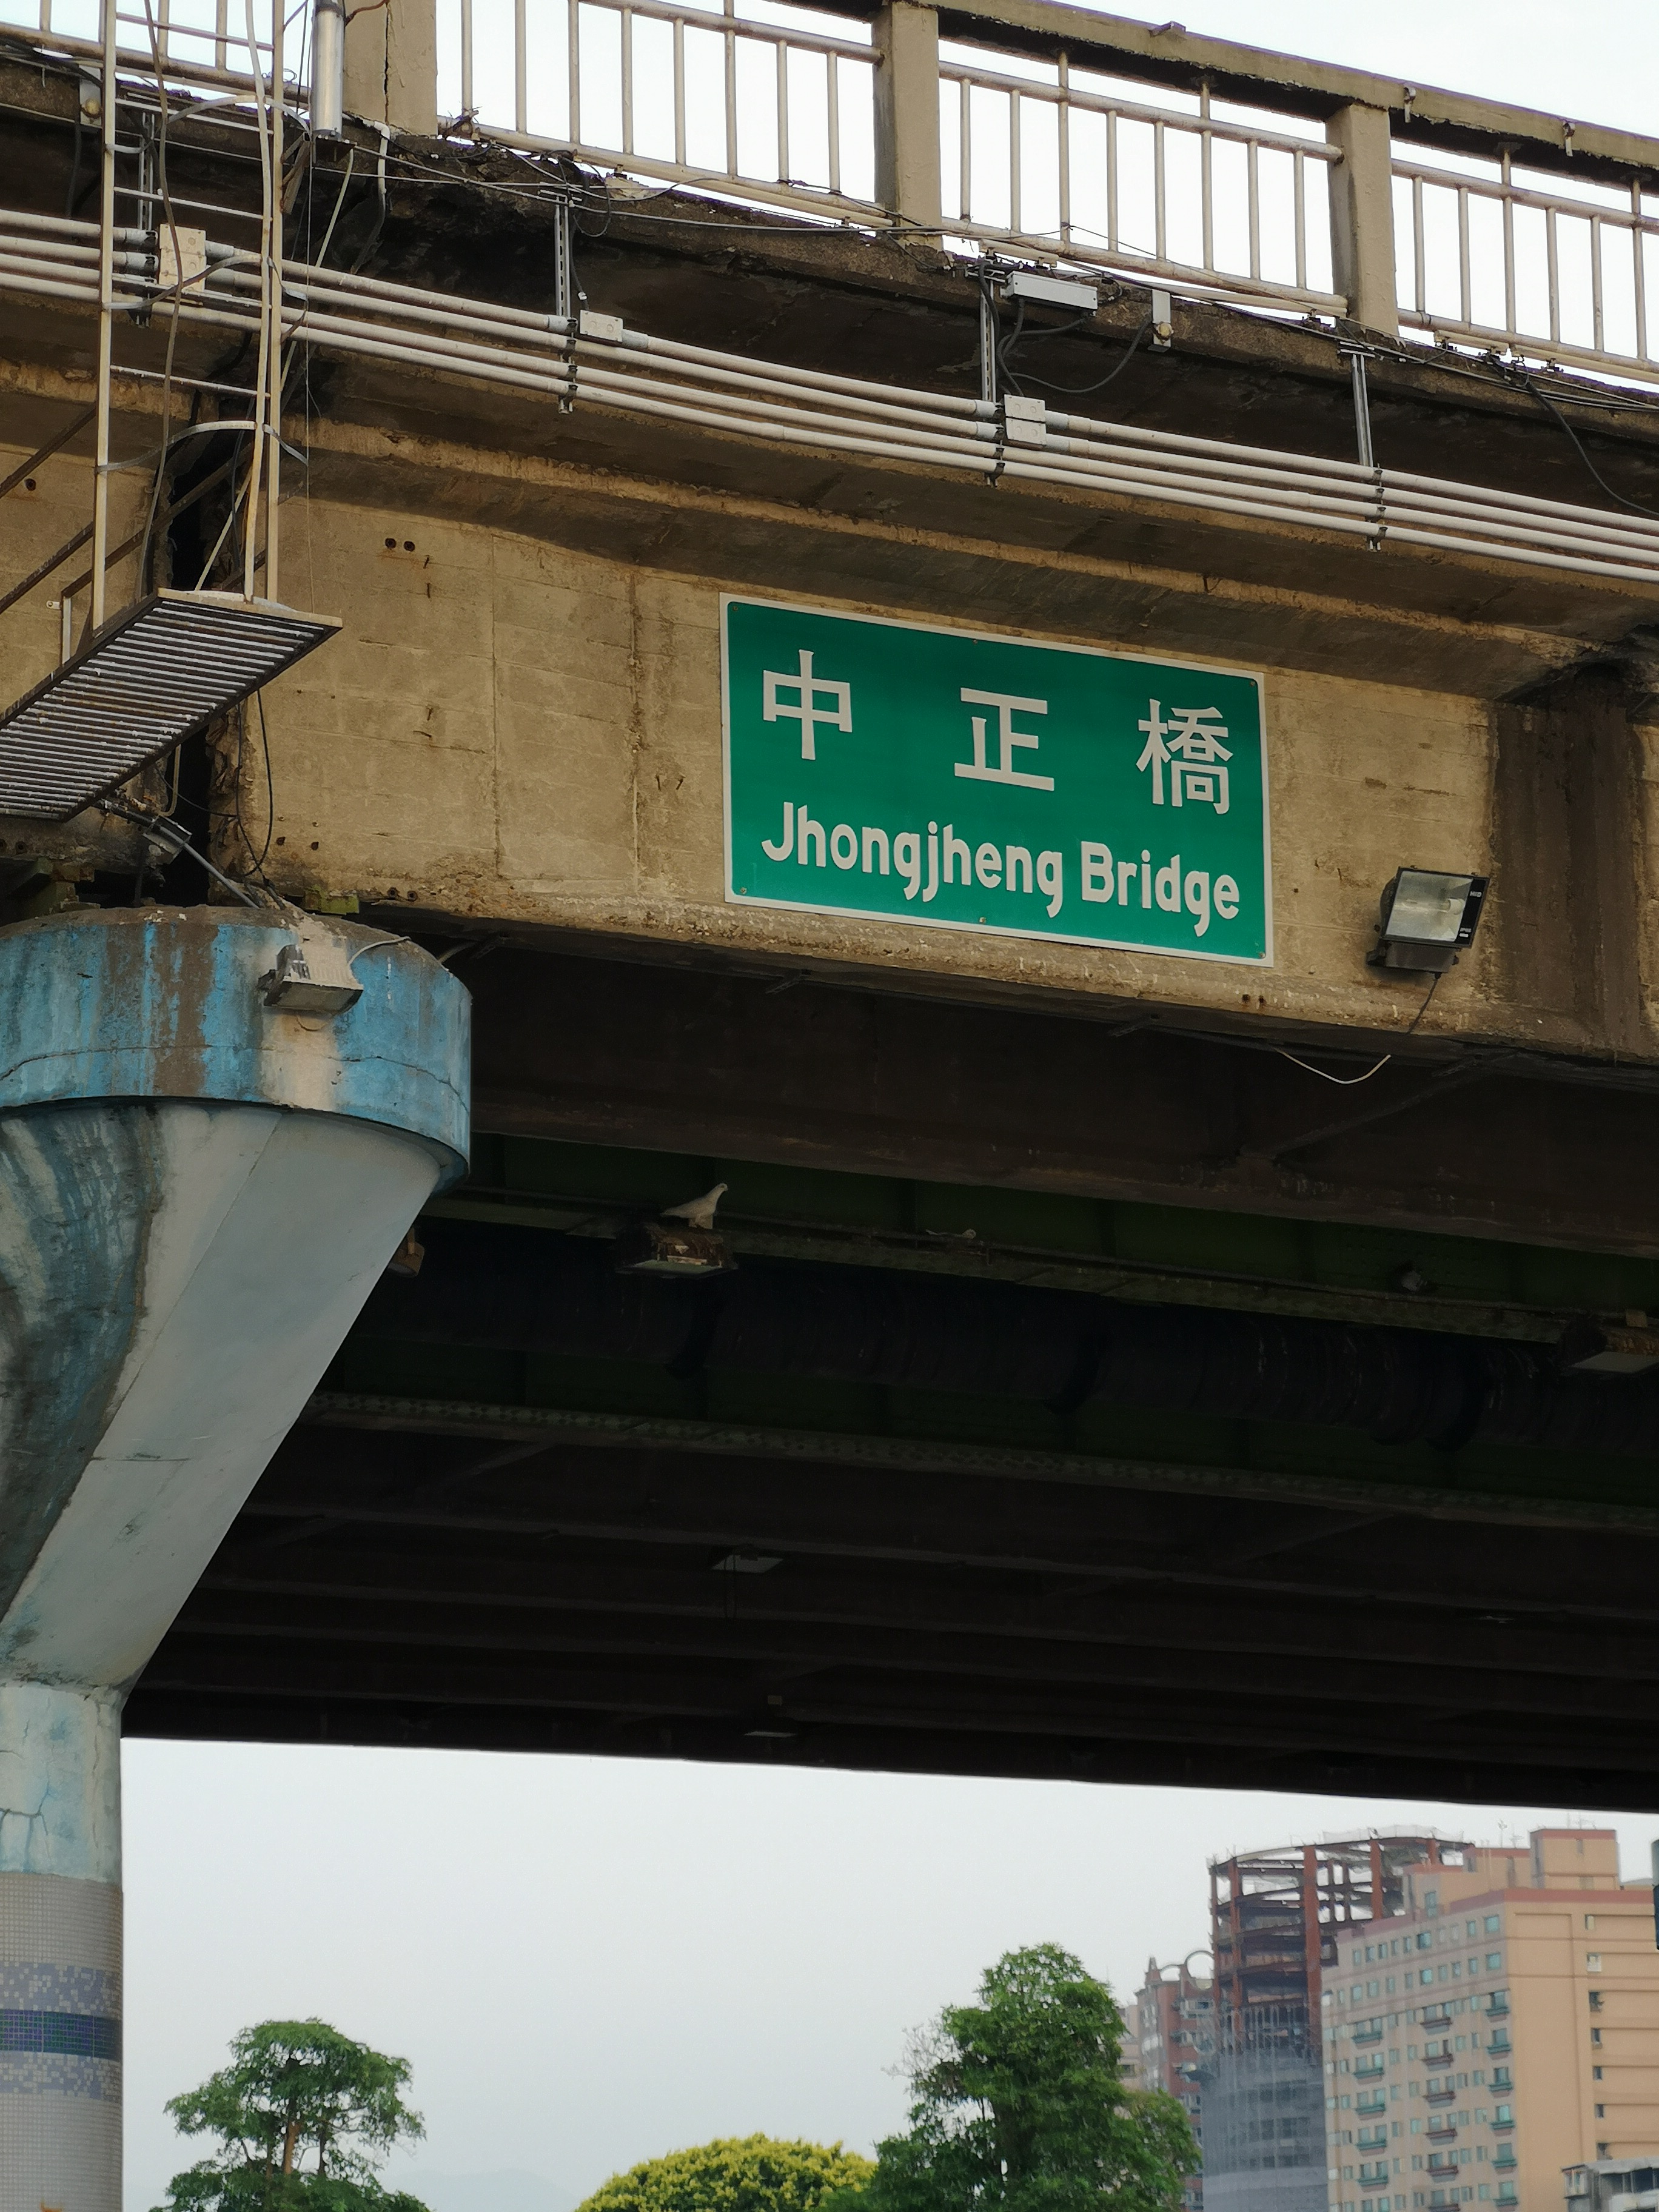 中正橋
Jhongjheng Bridge